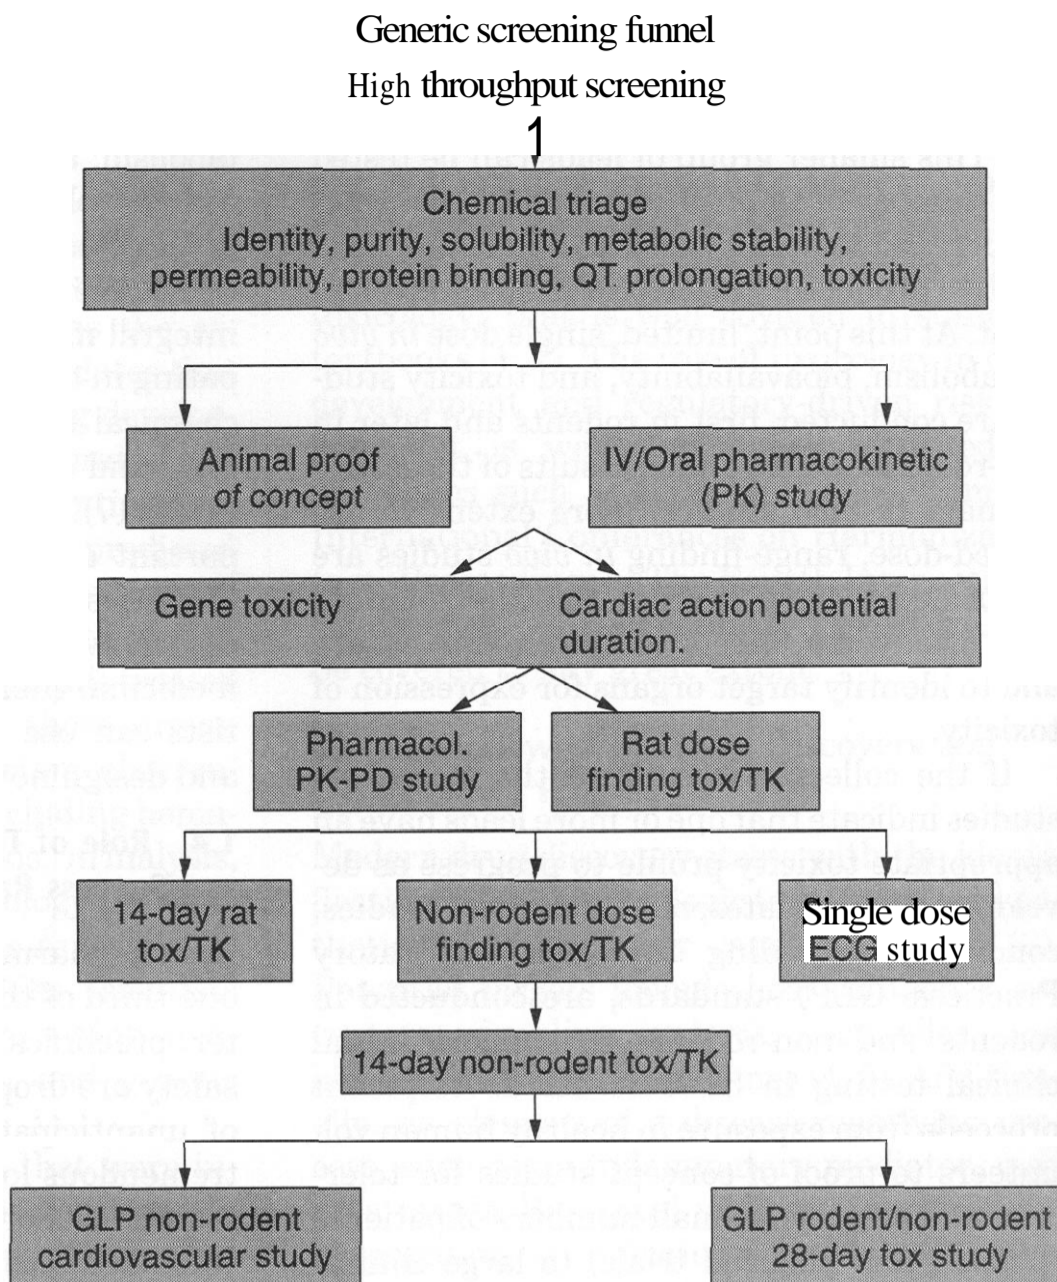 Generic screening funnel
High throughput screening
1
Chemical triage
Identity, purity, solubility, metabolic stability,
permeability, protein binding, QT prolongation, toxicity
Animal proof
of concept
IV/Oral pharmacokinetic
(PK) study
Gene toxicity
Cardiac action potential
duration.
Pharmacol.
PK-PD study
Rat dose
finding tox/TK
14-day rat
tox/TK
Non-rodent dose
finding tox/TK
Single dose
ECG study
14-day non-rodent tox/TK
GLP non-rodent
cardiovascular study
GLP rodent/non-rodent
28-day tox study